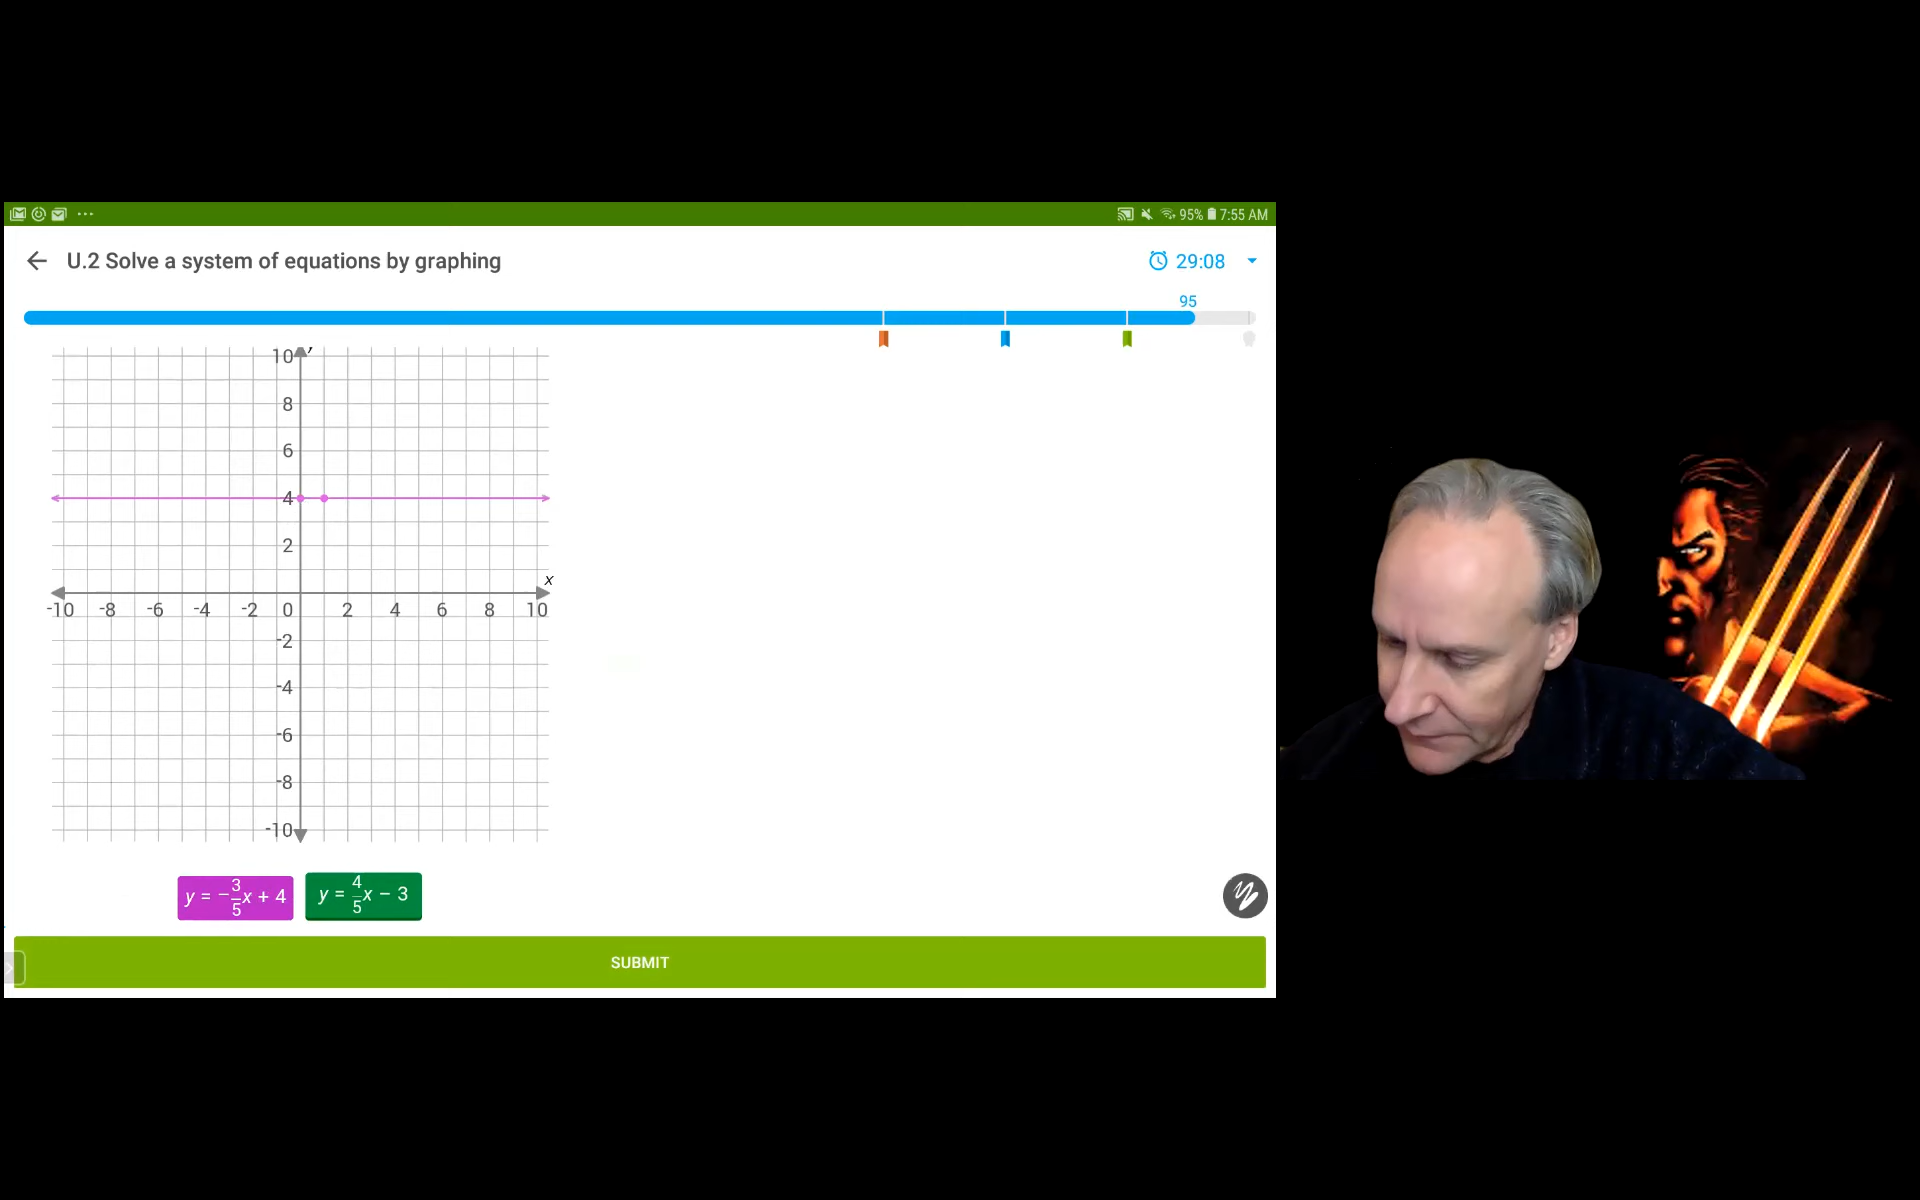 95% 7:55 AM
U.2 Solve a system of equations by graphing
29:08
95
10 y
8
6
4
2
x
-10 -8 -6 -4 -2 0 2 4 6 8 10
-2
-4
-6
-8
-10
y = -3/5x + 4
y = 4/5x - 3
SUBMIT